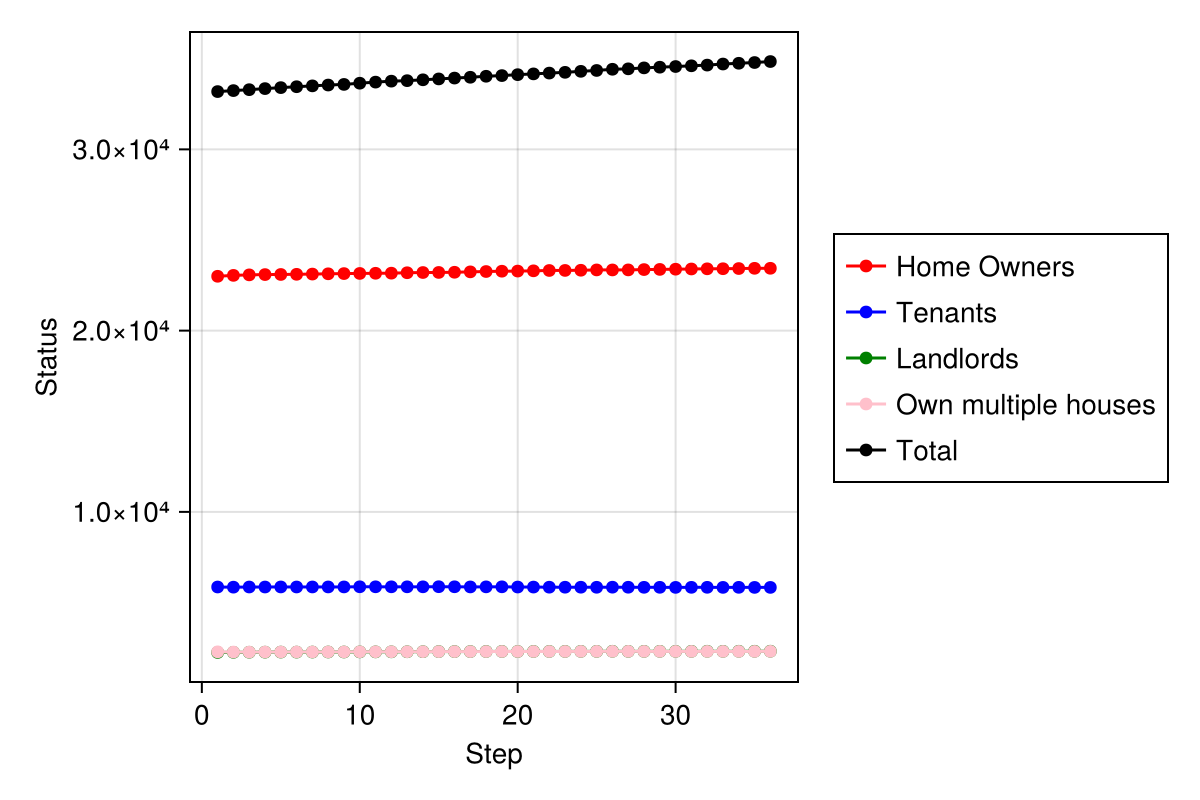 3.0×10⁴
2.0×10⁴
1.0×10⁴
Status
0 10 20 30
Step
Home Owners
Tenants
Landlords
Own multiple houses
Total